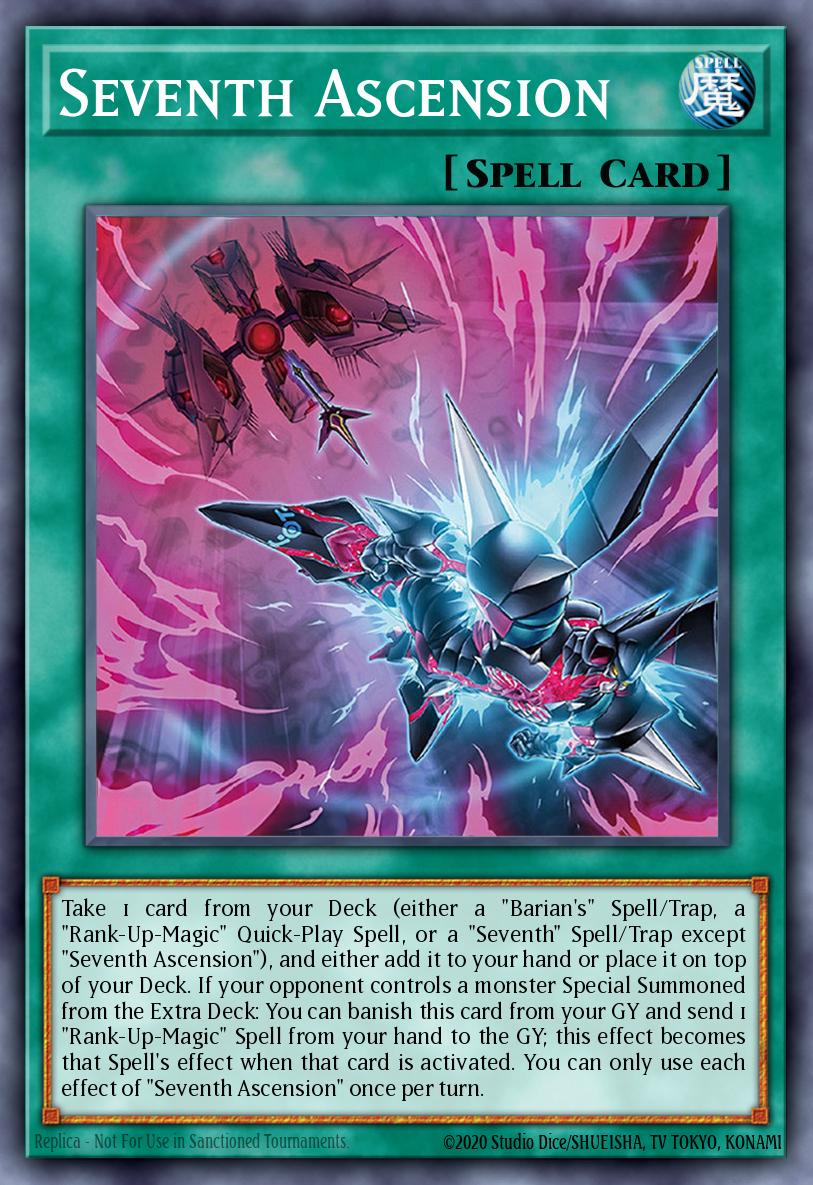 Seventh Ascension
SPELL
魔
[ Spell Card ]
Take 1 card from your Deck (either a "Barian's" Spell/Trap, a
"Rank-Up-Magic" Quick-Play Spell, or a "Seventh" Spell/Trap except
"Seventh Ascension"), and either add it to your hand or place it on top
of your Deck. If your opponent controls a monster Special Summoned
from the Extra Deck: You can banish this card from your GY and send 1
"Rank-Up-Magic" Spell from your hand to the GY; this effect becomes
that Spell's effect when that card is activated. You can only use each
effect of "Seventh Ascension" once per turn.
Replica - Not For Use in Sanctioned Tournaments.
©2020 Studio Dice/SHUEISHA, TV TOKYO, KONAMI